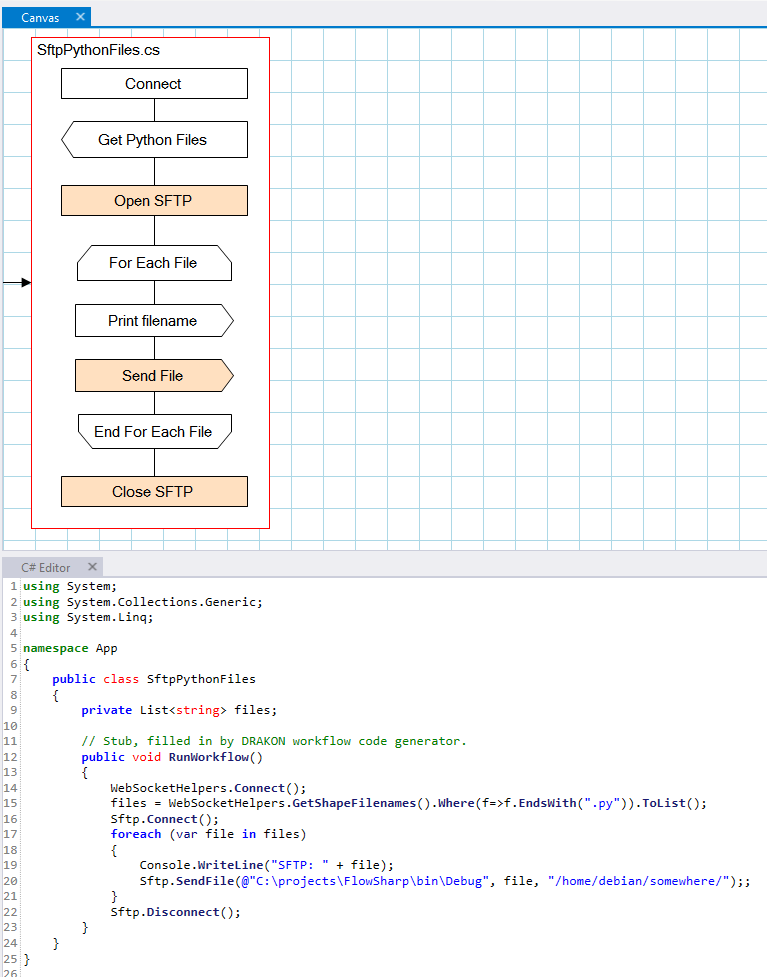 Canvas ✕
SftpPythonFiles.cs
Connect
Get Python Files
Open SFTP
For Each File
Print filename
Send File
End For Each File
Close SFTP
C# Editor ✕
1 using System;
2 using System.Collections.Generic;
3 using System.Linq;
4
5 namespace App
6 {
7     public class SftpPythonFiles
8     {
9         private List<string> files;
10
11         // Stub, filled in by DRAKON workflow code generator.
12         public void RunWorkflow()
13         {
14             WebSocketHelpers.Connect();
15             files = WebSocketHelpers.GetShapeFilenames().Where(f=>f.EndsWith(".py")).ToList();
16             Sftp.Connect();
17             foreach (var file in files)
18             {
19                 Console.WriteLine("SFTP: " + file);
20                 Sftp.SendFile(@"C:\projects\FlowSharp\bin\Debug", file, "/home/debian/somewhere/");;
21             }
22             Sftp.Disconnect();
23         }
24     }
25 }
26